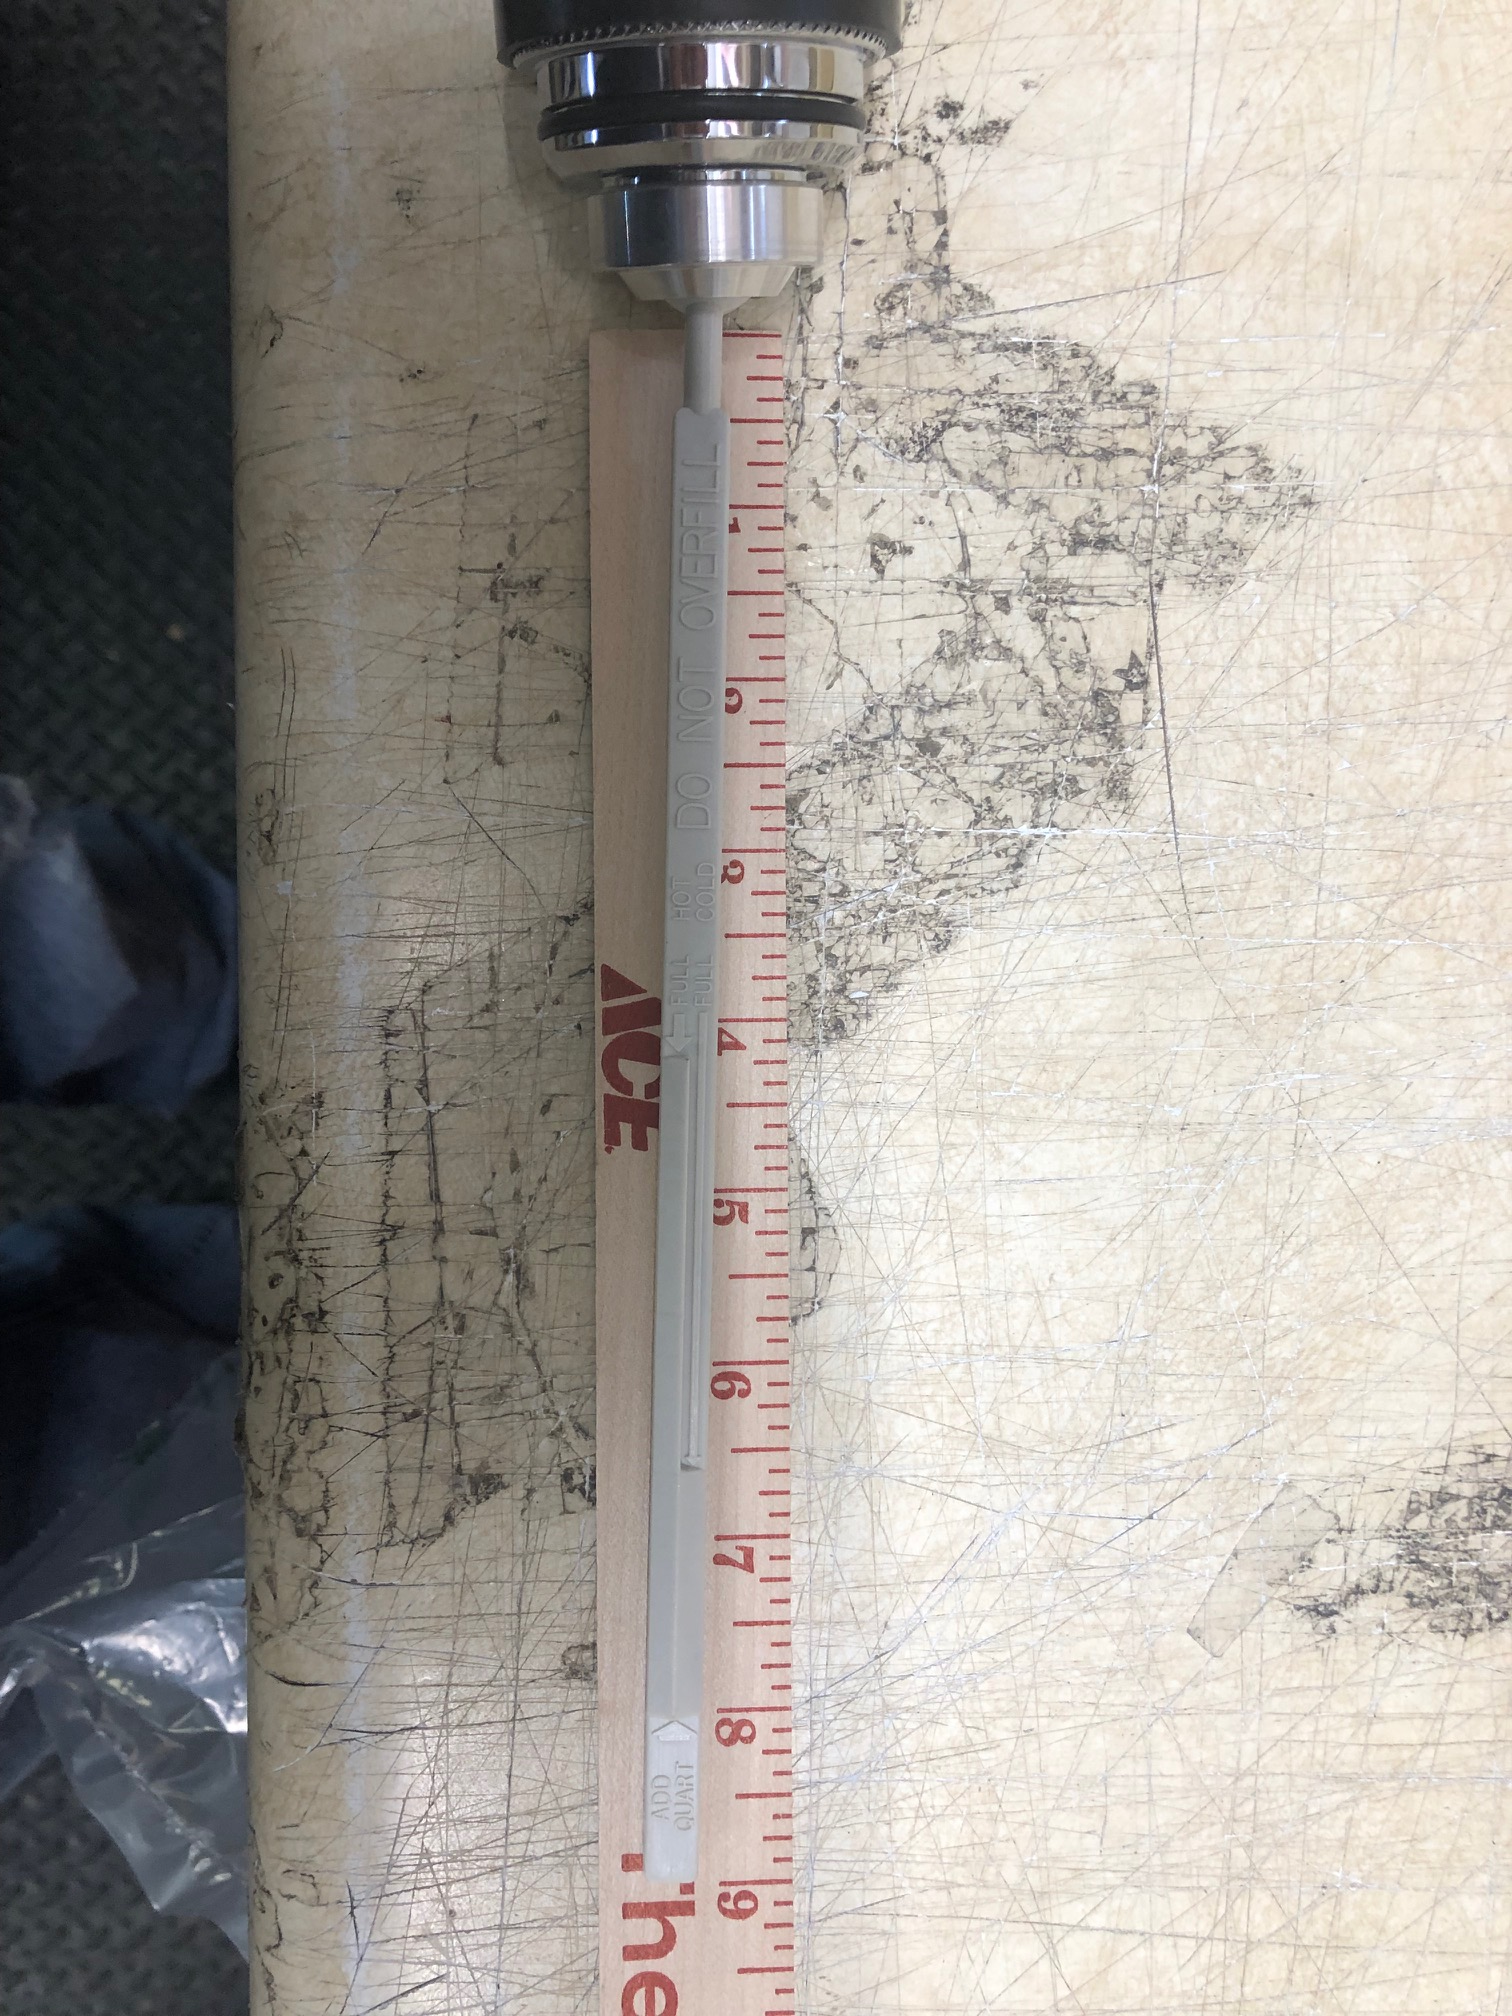 DO NOT OVERFILL
FULL HOT
FULL COLD
ADD
QUART
1
2
3
4
5
6
7
8
9
ACE
The